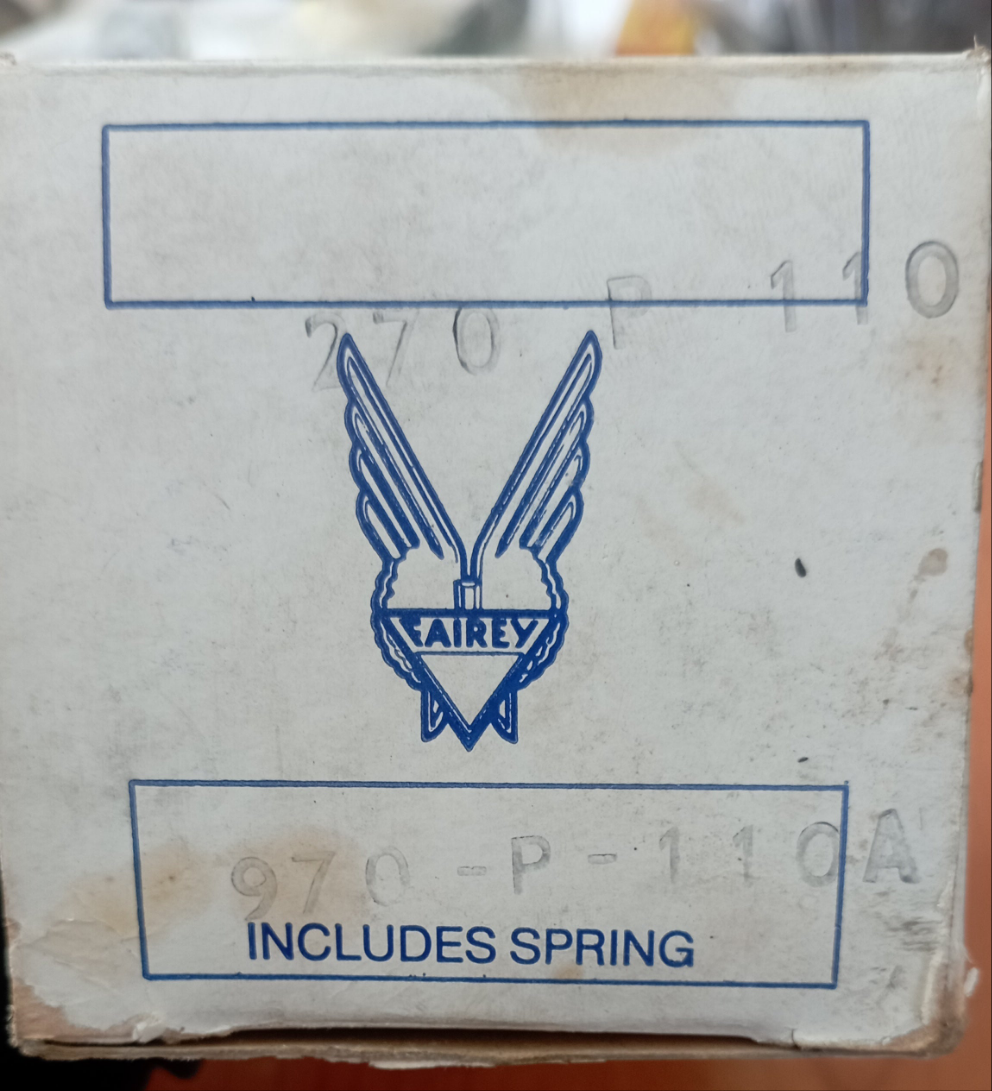 270 P 110
FAIREY
970-P-110A
INCLUDES SPRING